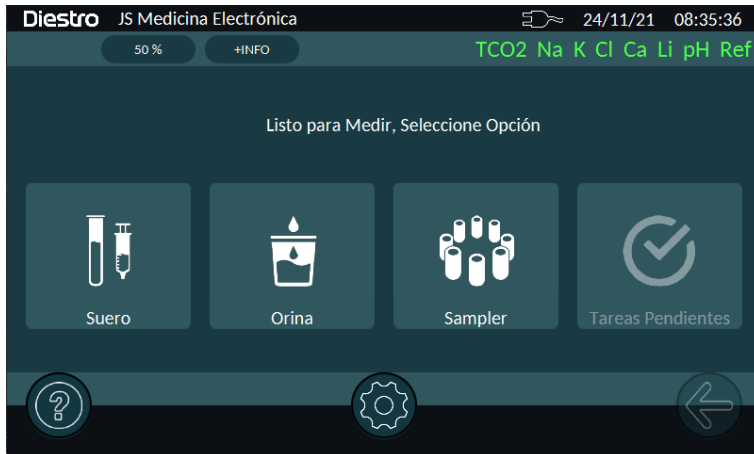 Diestro JS Medicina Electrónica 24/11/21 08:35:36
50 % +INFO TCO2 Na K Cl Ca Li pH Ref
Listo para Medir, Seleccione Opción
Suero Orina Sampler Tareas Pendientes
?